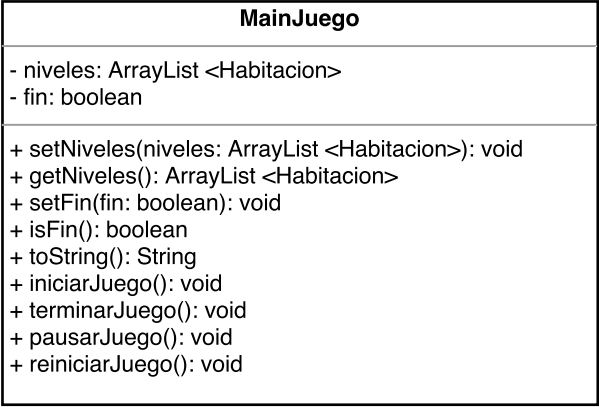 MainJuego
- niveles: ArrayList <Habitacion>
- fin: boolean
+ setNiveles(niveles: ArrayList <Habitacion>): void
+ getNiveles(): ArrayList <Habitacion>
+ setFin(fin: boolean): void
+ isFin(): boolean
+ toString(): String
+ iniciarJuego(): void
+ terminarJuego(): void
+ pausarJuego(): void
+ reiniciarJuego(): void